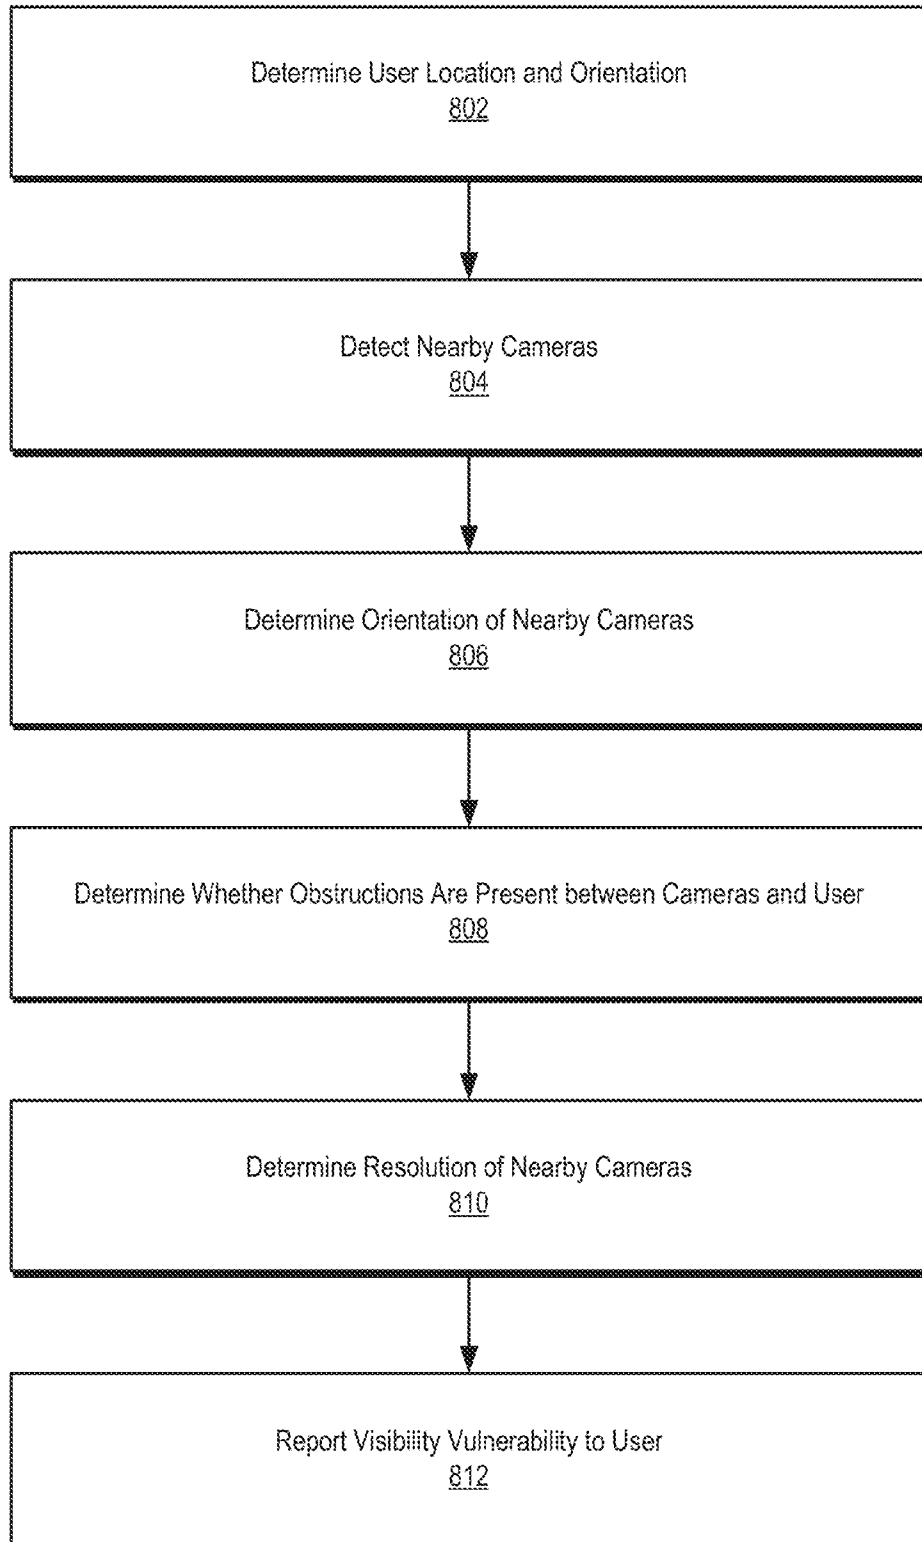 Determine User Location and Orientation
802
Detect Nearby Cameras
804
Determine Orientation of Nearby Cameras
806
Determine Whether Obstructions Are Present between Cameras and User
808
Determine Resolution of Nearby Cameras
810
Report Visibility Vulnerability to User
812